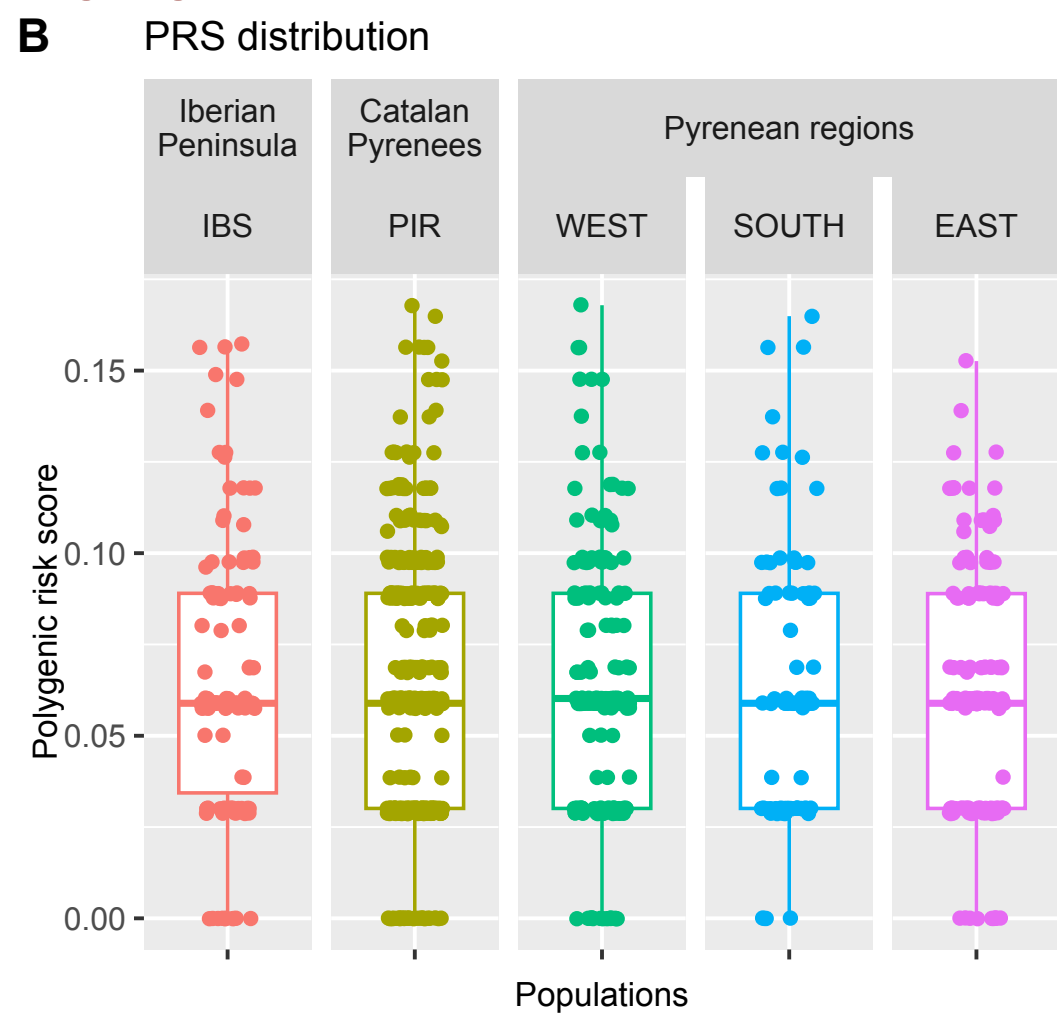 B PRS distribution
Iberian
Peninsula
Catalan
Pyrenees
Pyrenean regions
IBS
PIR
WEST
SOUTH
EAST
Polygenic risk score
0.15
0.10
0.05
0.00
Populations